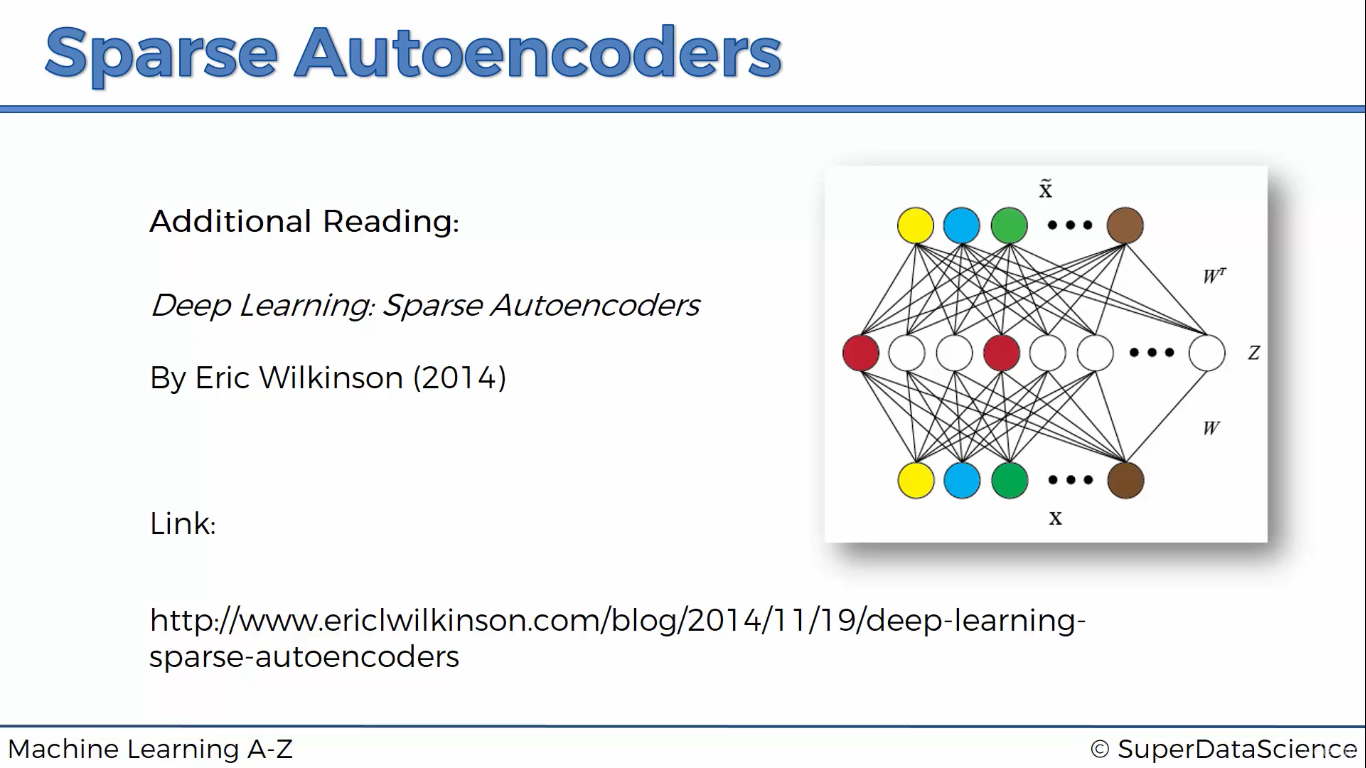 Sparse Autoencoders
Additional Reading:
Deep Learning: Sparse Autoencoders
By Eric Wilkinson (2014)
Link:
http://www.ericlwilkinson.com/blog/2014/11/19/deep-learning-
sparse-autoencoders
x̃
Wᵀ
Z
W
x
Machine Learning A-Z
© SuperDataScience